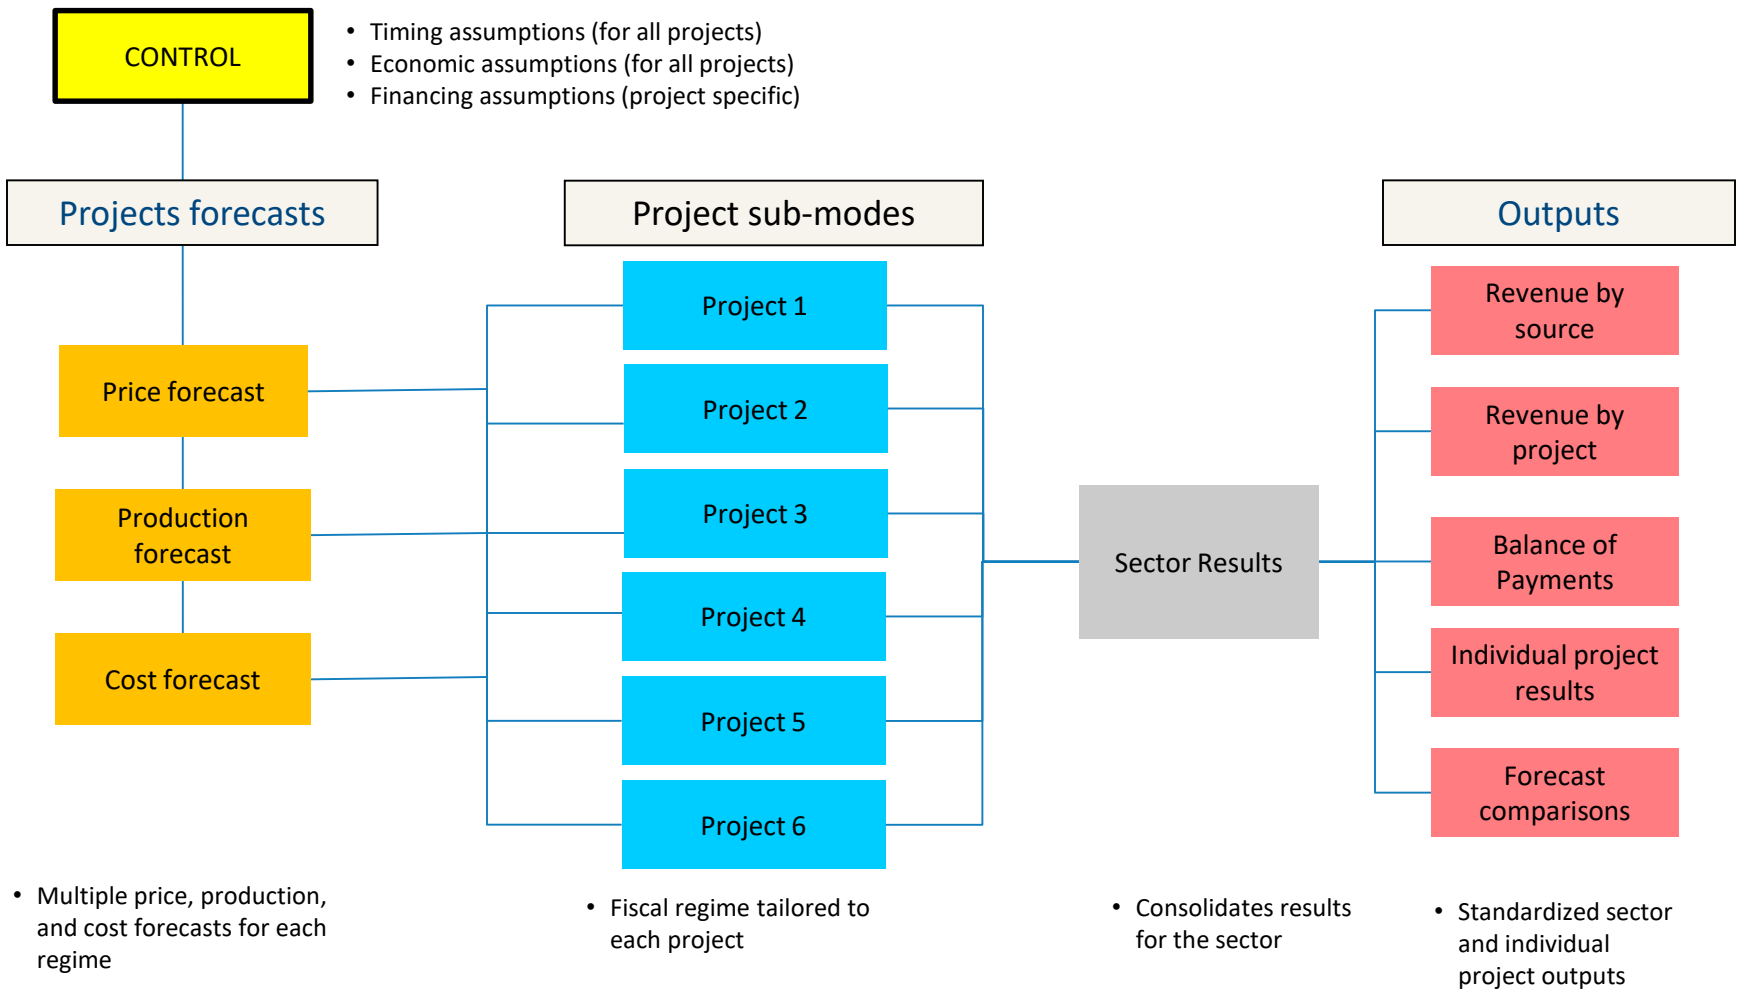 CONTROL
• Timing assumptions (for all projects)
• Economic assumptions (for all projects)
• Financing assumptions (project specific)
Projects forecasts
Project sub-modes
Outputs
Price forecast
Production
forecast
Cost forecast
Project 1
Project 2
Project 3
Project 4
Project 5
Project 6
Sector Results
Revenue by
source
Revenue by
project
Balance of
Payments
Individual project
results
Forecast
comparisons
• Multiple price, production,
and cost forecasts for each
regime
• Fiscal regime tailored to
each project
• Consolidates results
for the sector
• Standardized sector
and individual
project outputs